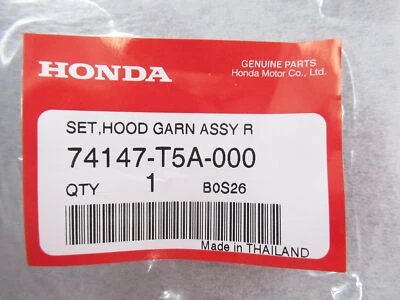 HONDA
GENUINE PARTS
Honda Motor Co., Ltd.
SET,HOOD GARN ASSY R
74147-T5A-000
QTY 1 B0S26
Made in THAILAND